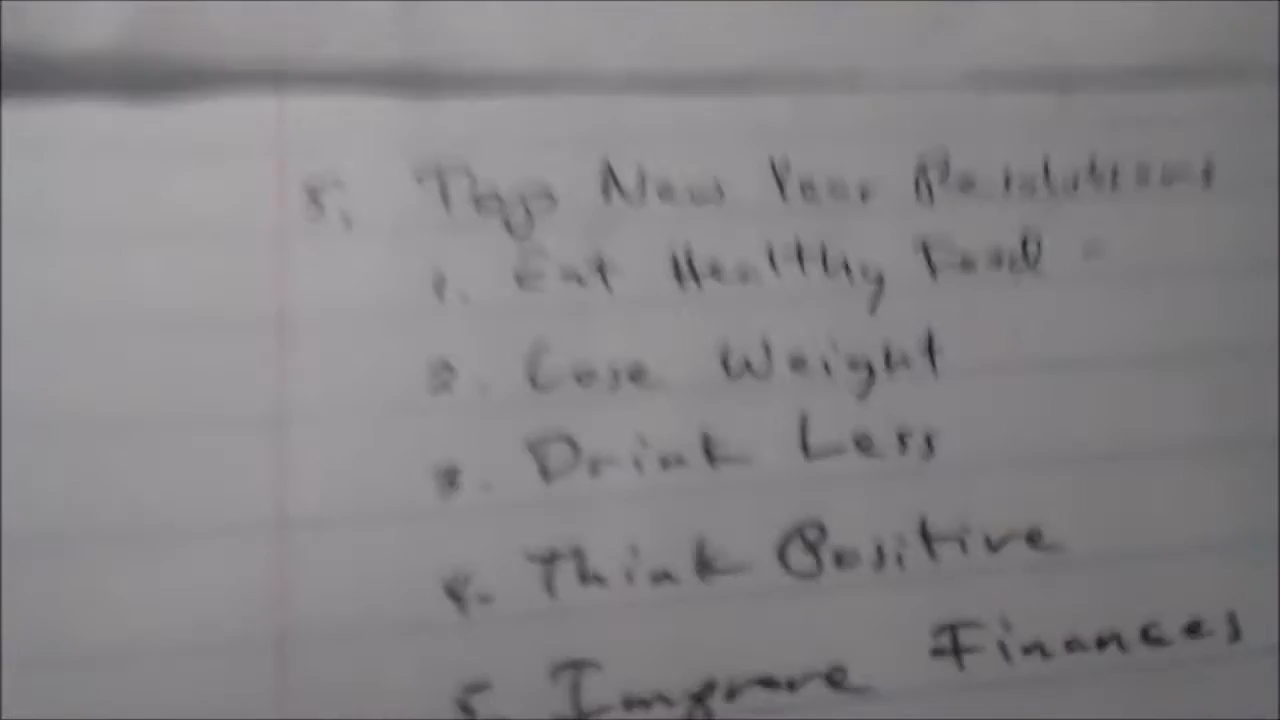 5. Top New Year Resolutions
1. Eat Healthy Food
2. Lose Weight
3. Drink Less
4. Think Positive
5. Improve Finances